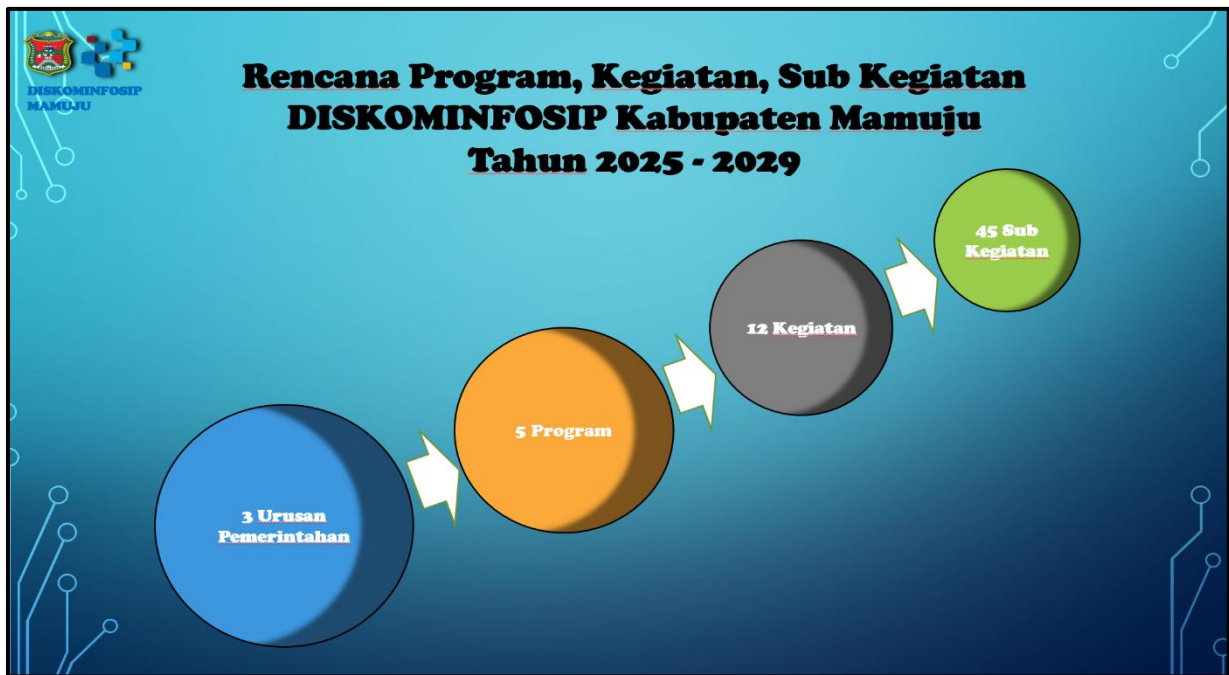 DISKOMINFOSIP
MAMUJU
Rencana Program, Kegiatan, Sub Kegiatan
DISKOMINFOSIP Kabupaten Mamuju
Tahun 2025 - 2029
3 Urusan
Pemerintahan
5 Program
12 Kegiatan
45 Sub
Kegiatan